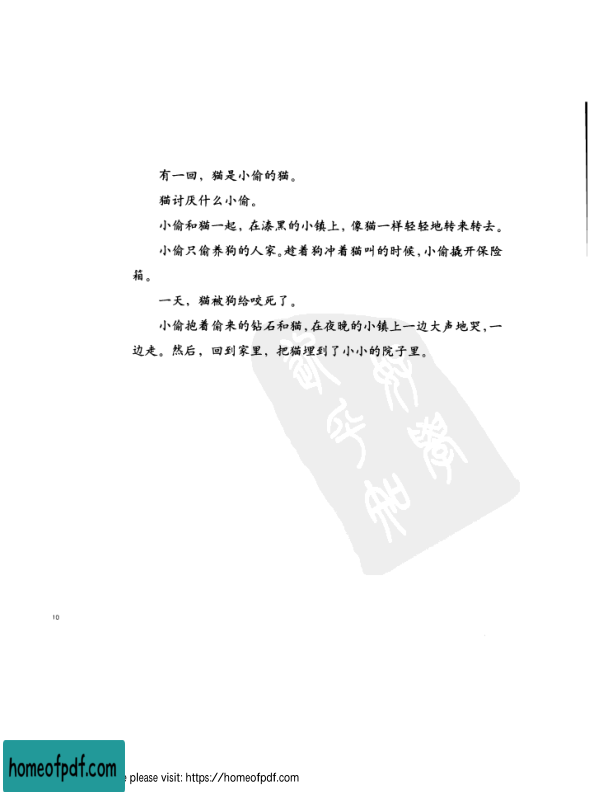 有一回，猫是小偷的猫。
猫讨厌什么小偷。
小偷和猫一起，在漆黑的小镇上，像猫一样轻轻地转来转去。
小偷只偷养狗的人家。趁着狗冲着猫叫的时候，小偷撬开保险
箱。
一天，猫被狗给咬死了。
小偷抱着偷来的钻石和猫，在夜晚的小镇上一边大声地哭，一
边走。然后，回到家里，把猫埋到了小小的院子里。
10
homeofpdf.com
e please visit: https://homeofpdf.com